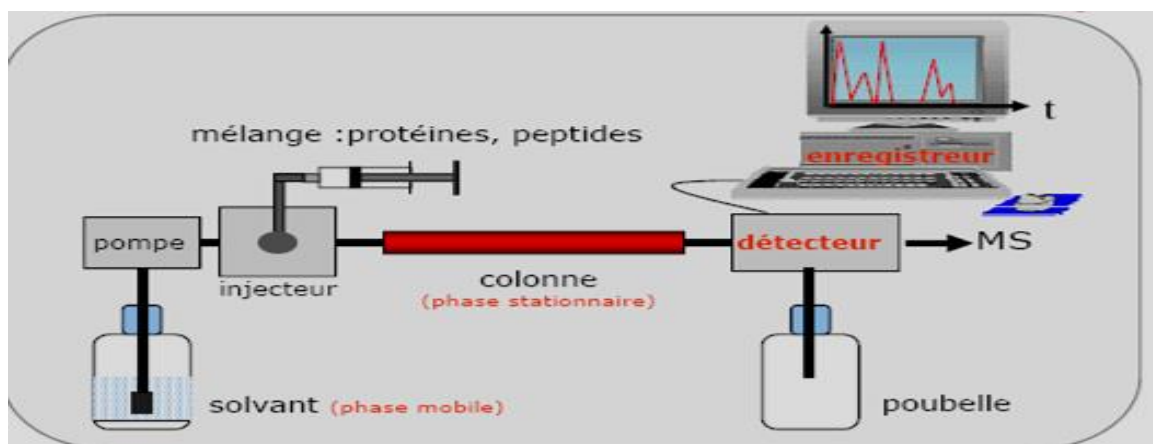 t
mélange :protéines, peptides
enregistreur
pompe
détecteur
MS
injecteur
colonne
(phase stationnaire)
solvant (phase mobile)
poubelle